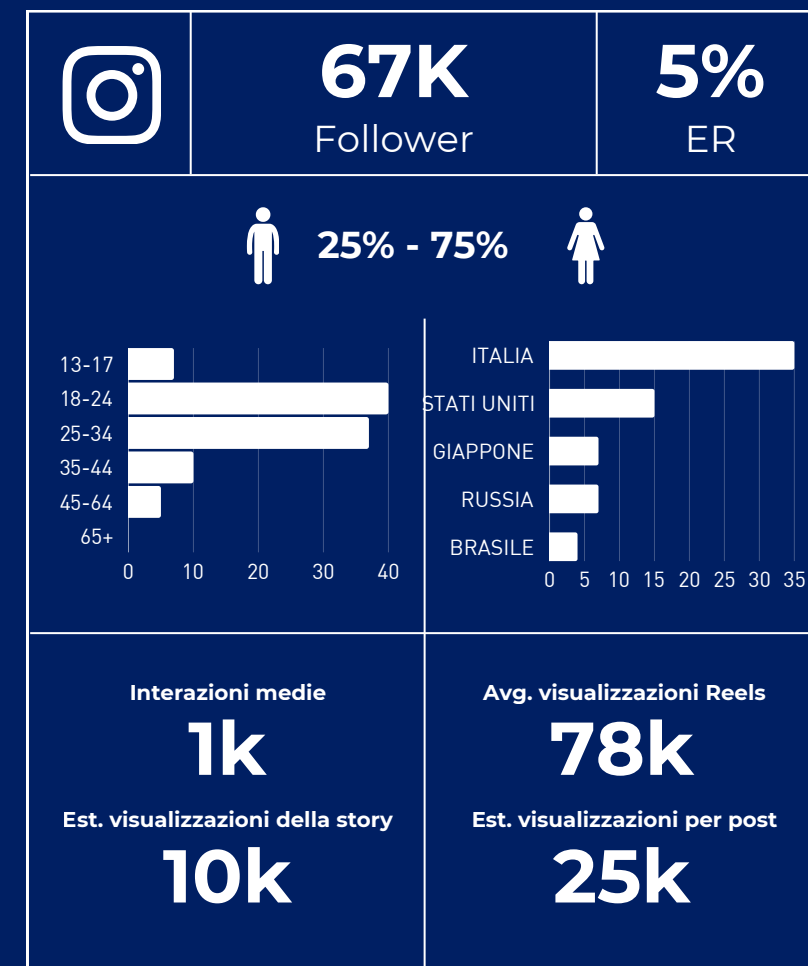 67K
Follower
5%
ER
25% - 75%
13-17
18-24
25-34
35-44
45-64
65+
0 10 20 30 40
ITALIA
STATI UNITI
GIAPPONE
RUSSIA
BRASILE
0 5 10 15 20 25 30 35
Interazioni medie
1k
Est. visualizzazioni della story
10k
Avg. visualizzazioni Reels
78k
Est. visualizzazioni per post
25k